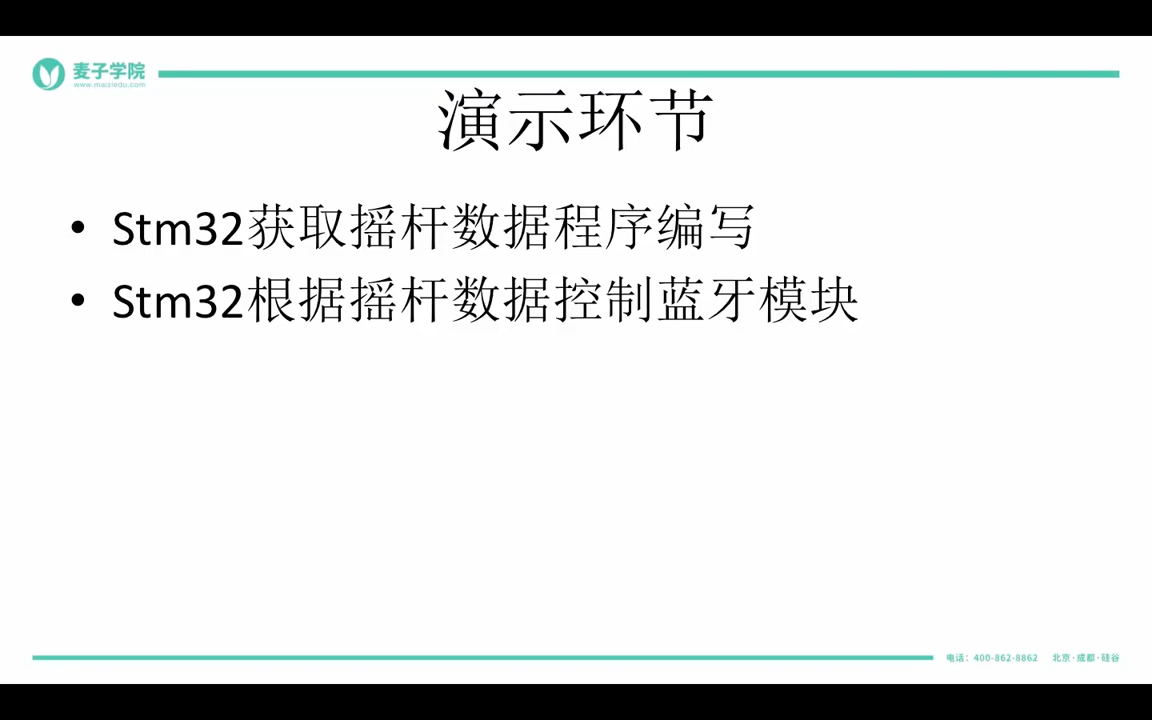 麦子学院
www.maiziedu.com
演示环节
• Stm32获取摇杆数据程序编写
• Stm32根据摇杆数据控制蓝牙模块
电话：400-862-8862 北京·成都·硅谷